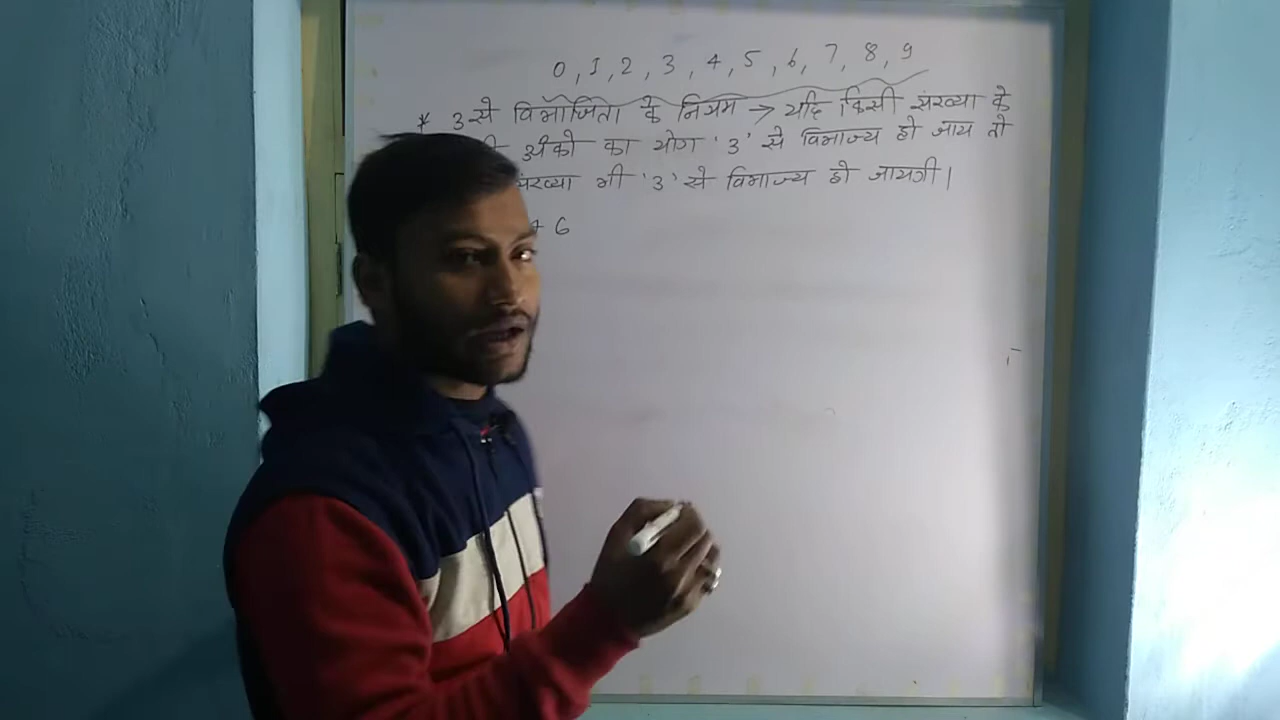 0, 1, 2, 3, 4, 5, 6, 7, 8, 9
* 3 से विभाजिता के नियम → यदि किसी संख्या के
अंको का योग '3' से विभाज्य हो जाय तो
संख्या भी '3' से विभाज्य हो जायगी।
+ 6